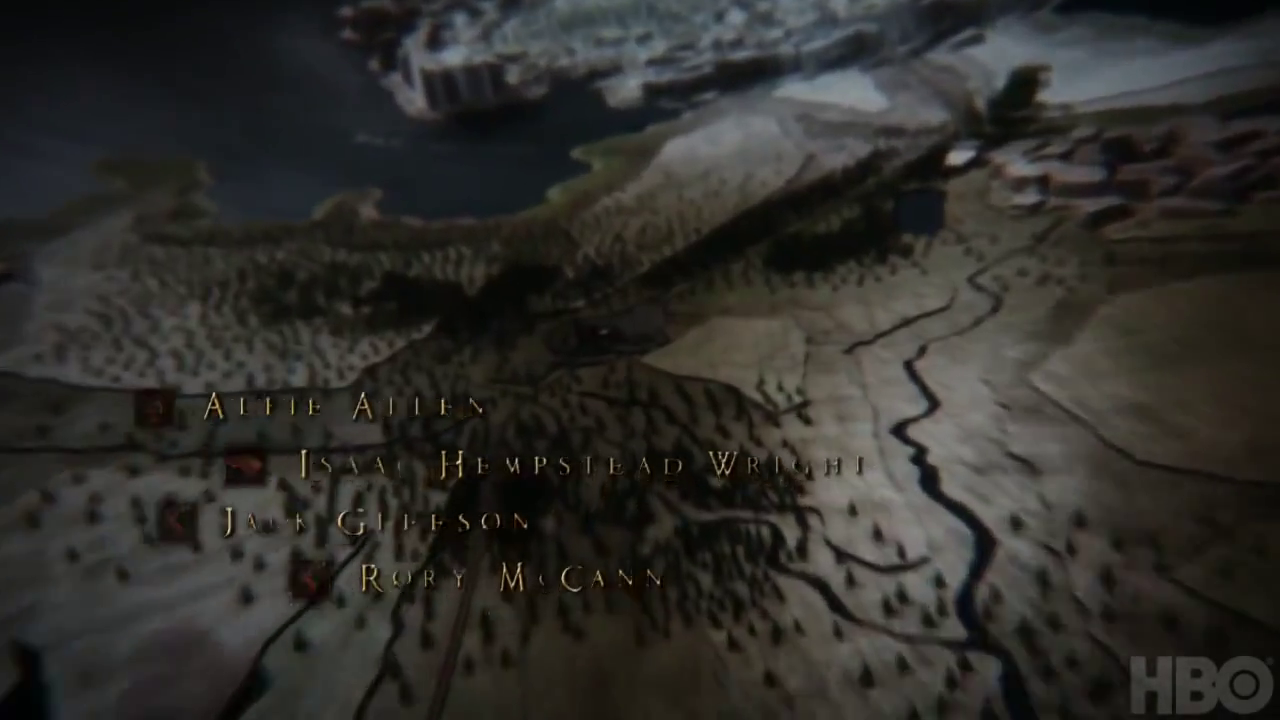 Alfie Allen
Isaac Hempstead Wright
Jack Gleeson
Rory McCann
HBO